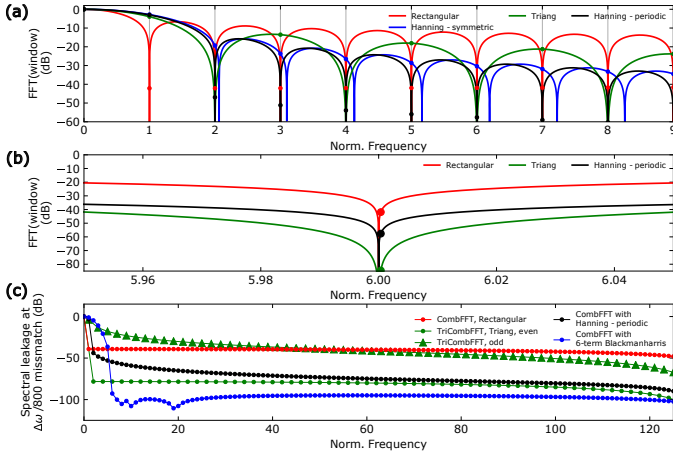 (a)
0
−10
−20
−30
−40
−50
−60
FFT(window)
(dB)
Rectangular
Triang
Hanning - periodic
Hanning - symmetric
0 1 2 3 4 5 6 7 8 9
Norm. Frequency
(b)
0
−10
−20
−30
−40
−50
−60
−70
−80
FFT(window)
(dB)
Rectangular
Triang
Hanning - periodic
5.96 5.98 6.00 6.02 6.04
Norm. Frequency
(c)
0
−50
−100
Spectral leakage at
Δω/800 missmatch (dB)
CombFFT, Rectangular
TriCombFFT, Triang, even
TriCombFFT, odd
CombFFT with
Hanning - periodic
CombFFT with
6-term Blackmanharris
0 20 40 60 80 100 120
Norm. Frequency